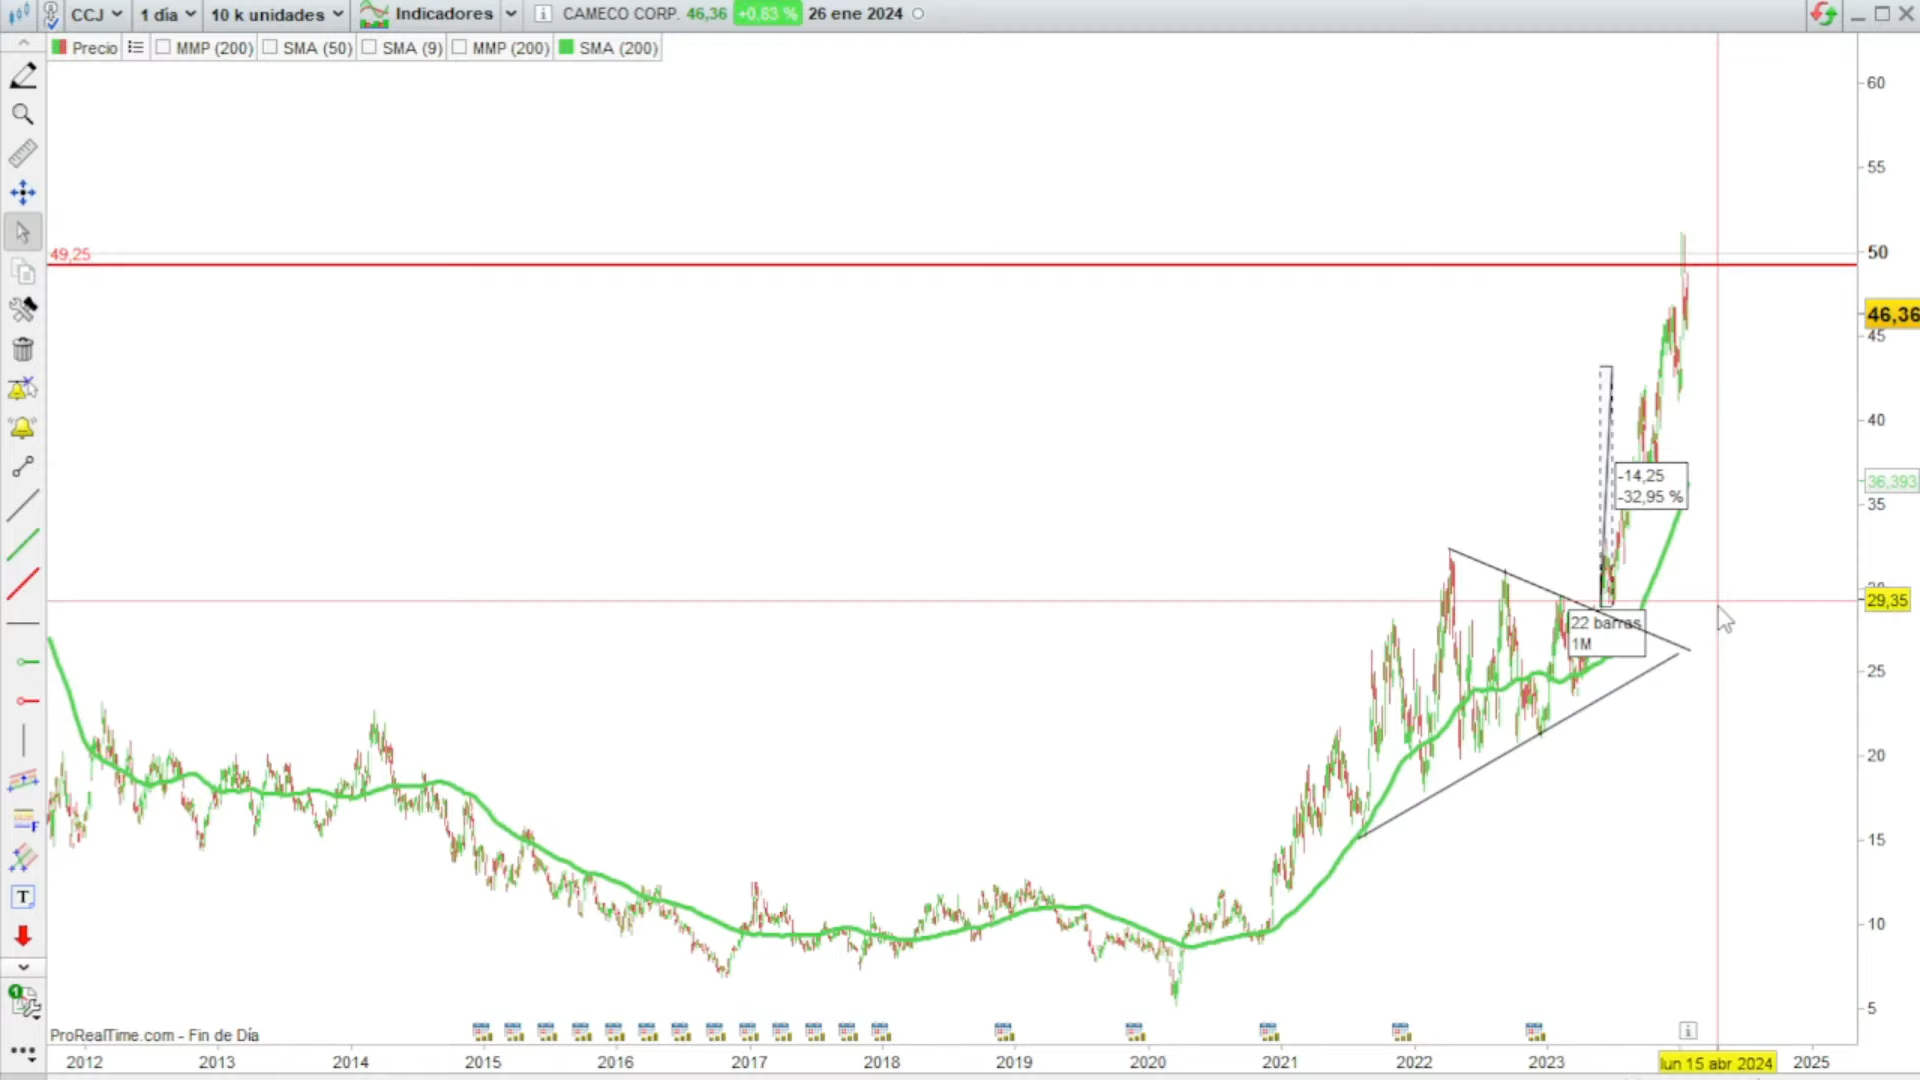 CCJ 1 día 10 k unidades Indicadores CAMECO CORP. 46,36 +0,83 % 26 ene 2024
Precio MMP (200) SMA (50) SMA (9) MMP (200) SMA (200)
60
55
49,25
50
46,36
45
40
-14,25
-32,95 %
36,393
35
30
29,35
22 barras
1M
25
20
15
10
5
T
F
1
ProRealTime.com - Fin de Día
2012 2013 2014 2015 2016 2017 2018 2019 2020 2021 2022 2023 lun 15 abr 2024 2025